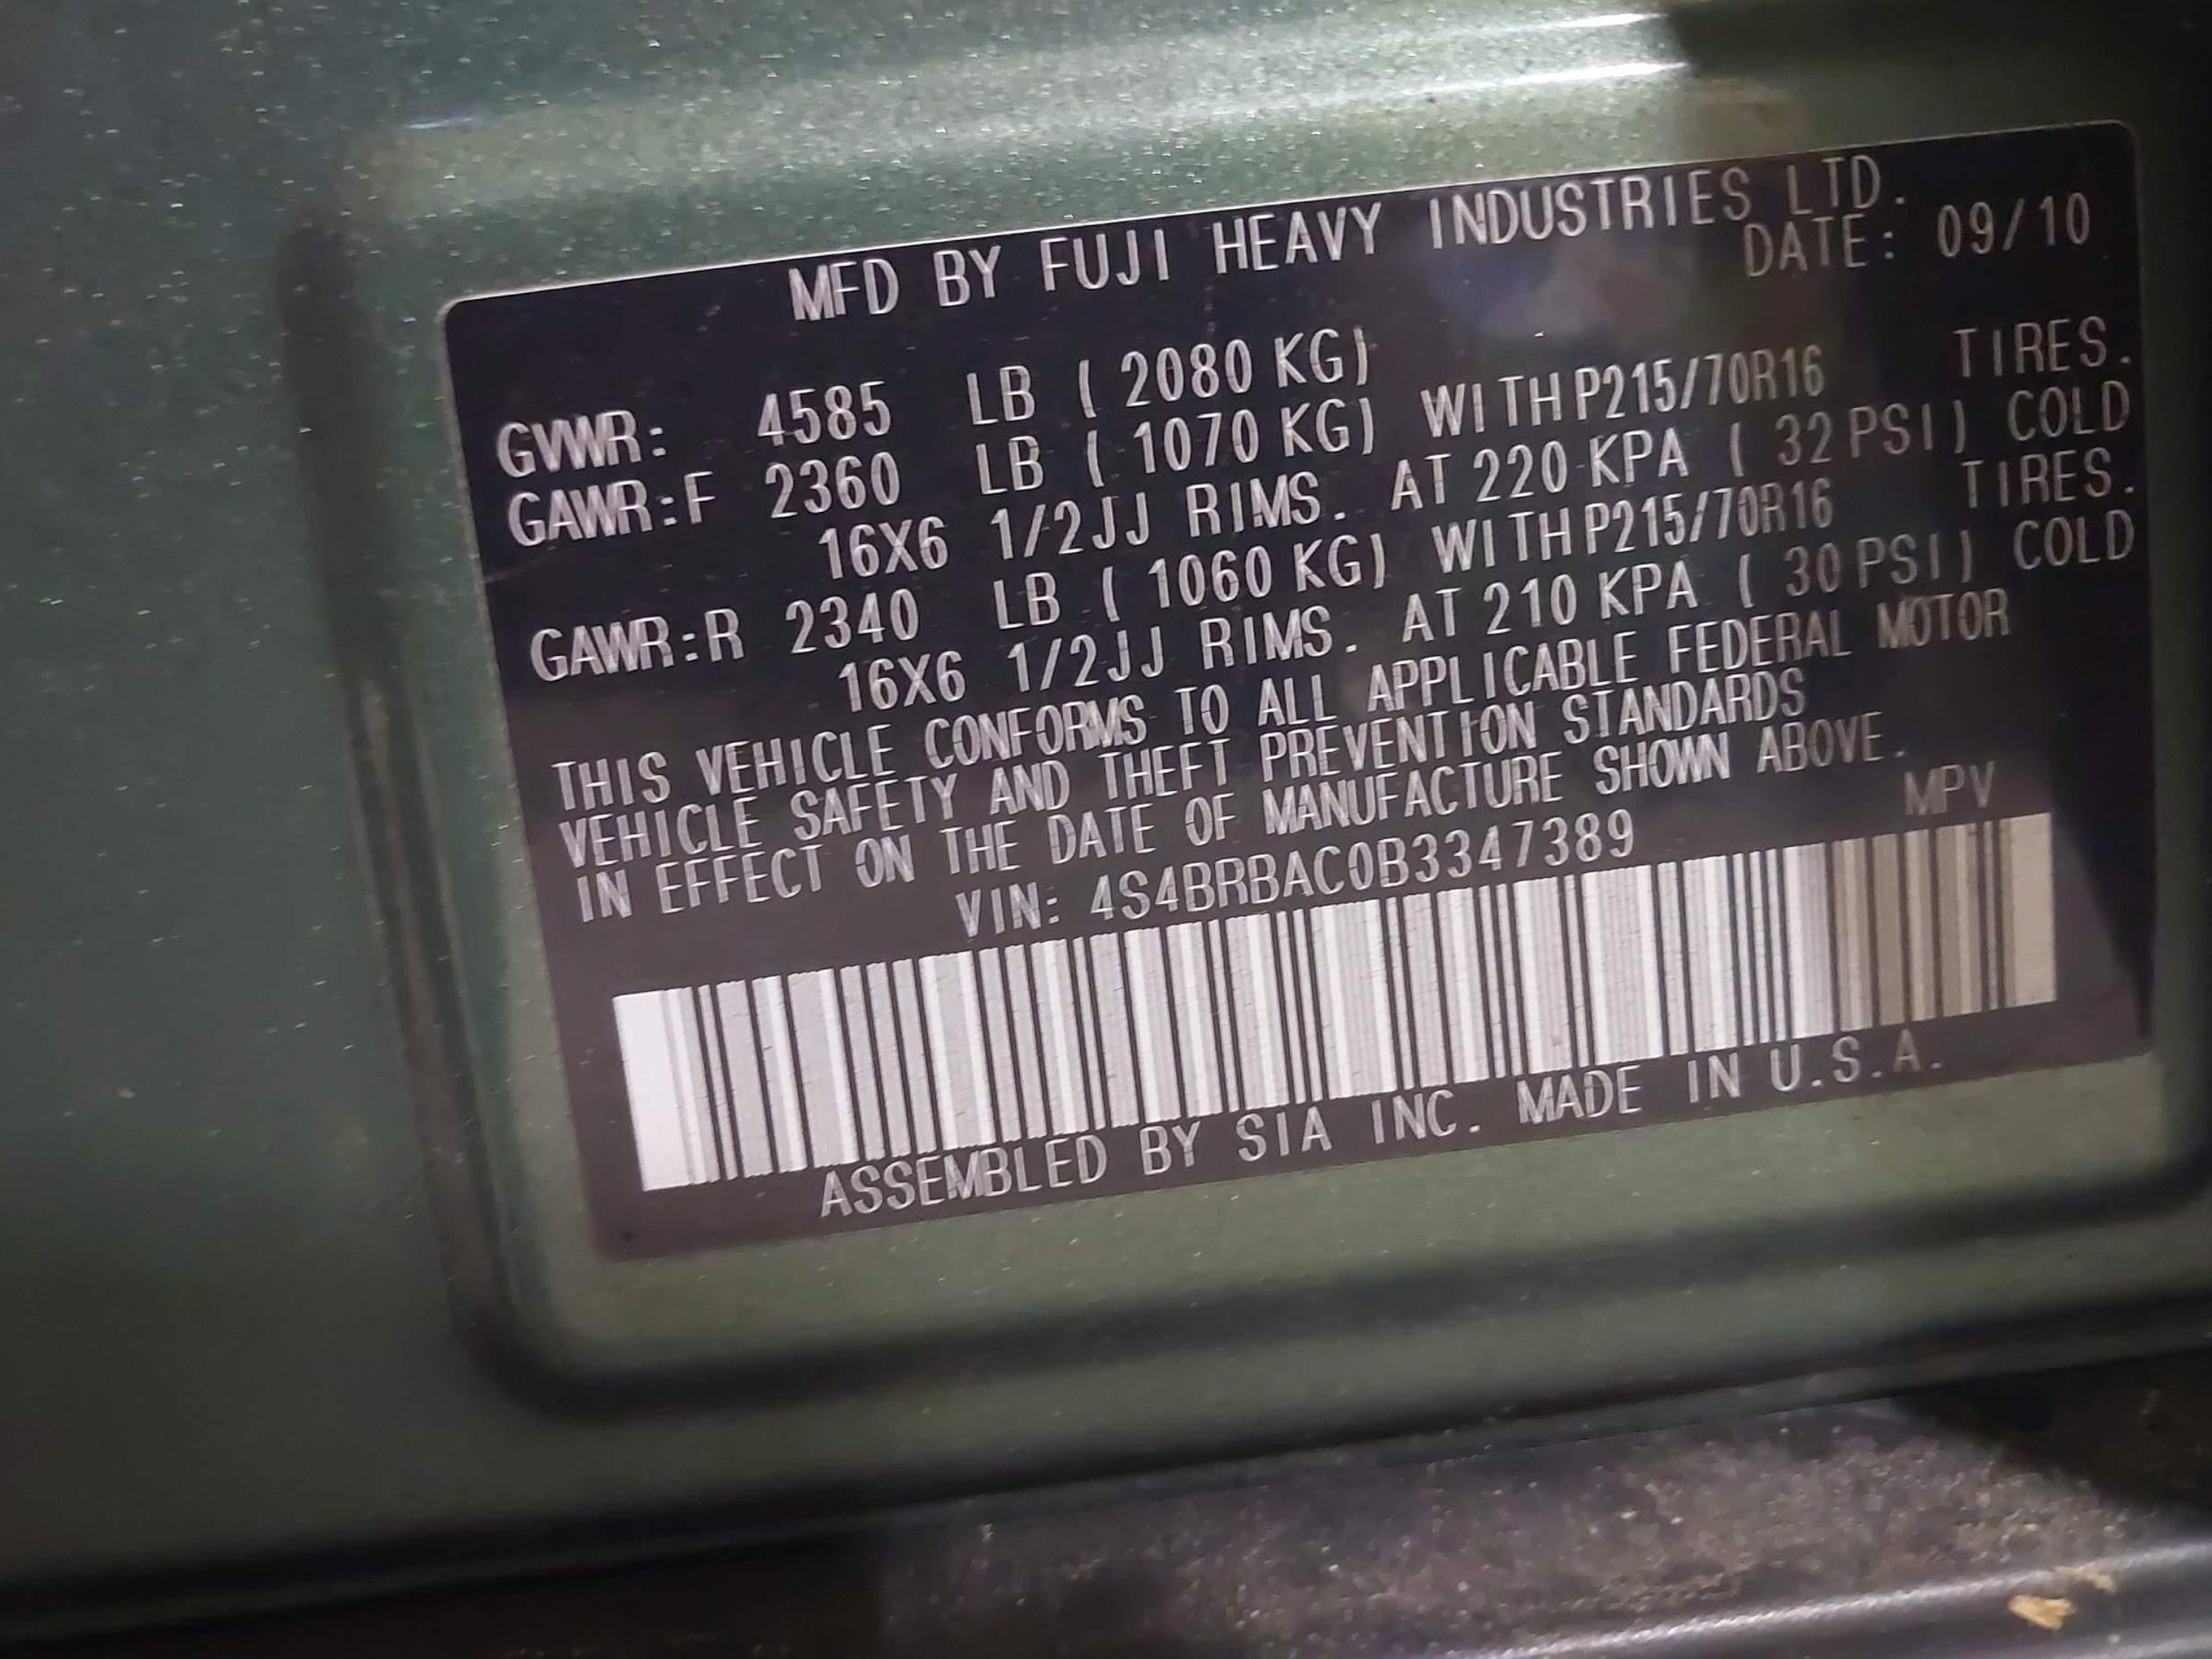 MFD BY FUJI HEAVY INDUSTRIES LTD.
DATE: 09/10
GVWR: 4585 LB ( 2080 KG)
GAWR:F 2360 LB ( 1070 KG) WITH P215/70R16 TIRES.
16X6 1/2JJ RIMS. AT 220 KPA ( 32 PSI) COLD
GAWR:R 2340 LB ( 1060 KG) WITH P215/70R16 TIRES.
16X6 1/2JJ RIMS. AT 210 KPA ( 30 PSI) COLD
THIS VEHICLE CONFORMS TO ALL APPLICABLE FEDERAL MOTOR
VEHICLE SAFETY AND THEFT PREVENTION STANDARDS
IN EFFECT ON THE DATE OF MANUFACTURE SHOWN ABOVE.
VIN: 4S4BRBAC0B3347389 MPV
ASSEMBLED BY SIA INC. MADE IN U.S.A.